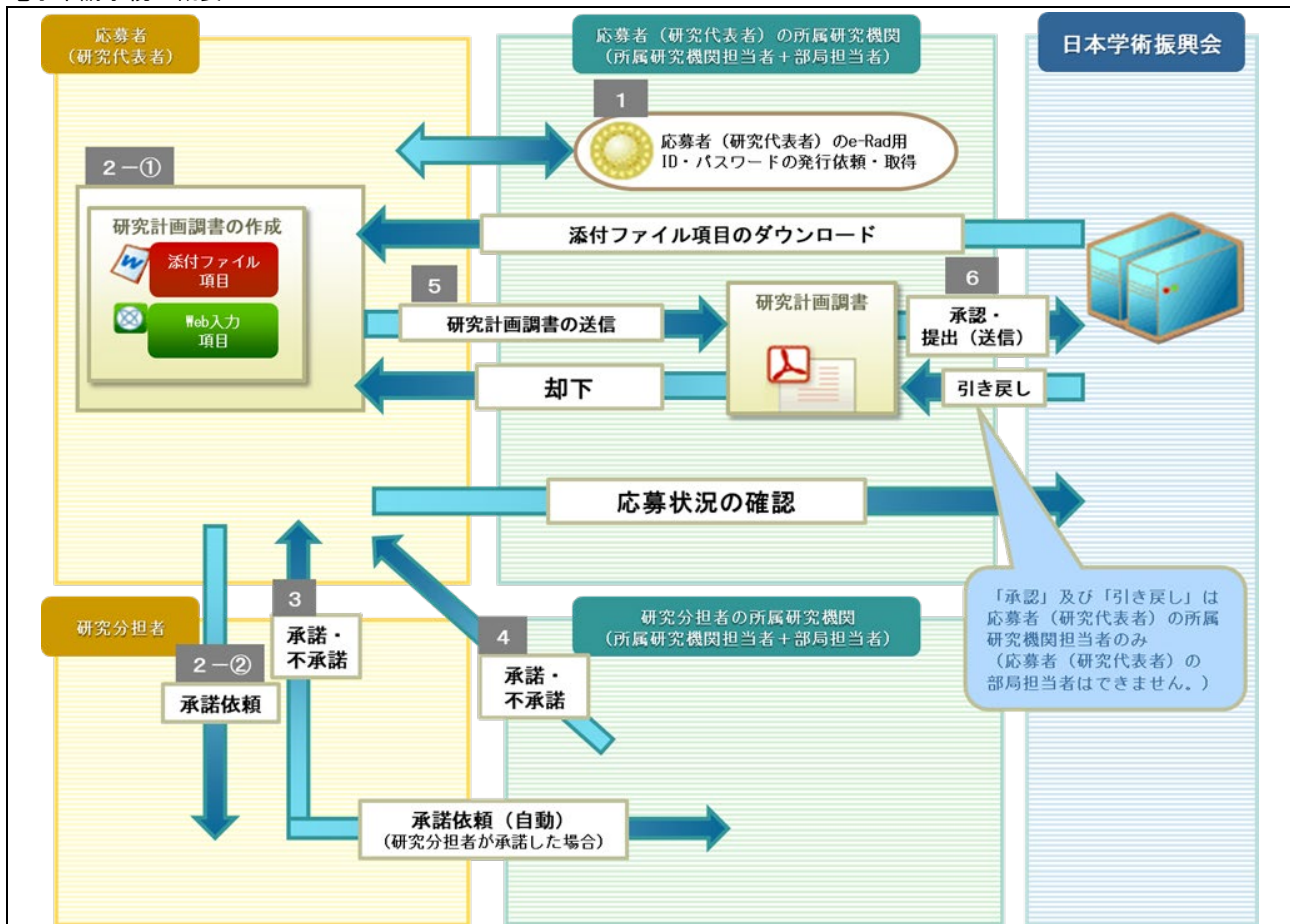 応募者
(研究代表者)
応募者(研究代表者)の所属研究機関
(所属研究機関担当者+部局担当者)
日本学術振興会
1
応募者(研究代表者)のe-Rad用
ID・パスワードの発行依頼・取得
2-①
研究計画調書の作成
添付ファイル
項目
Web入力
項目
添付ファイル項目のダウンロード
5
研究計画調書の送信
研究計画調書
6
承認・
提出(送信)
却下
引き戻し
応募状況の確認
「承認」及び「引き戻し」は
応募者(研究代表者)の所属
研究機関担当者のみ
(応募者(研究代表者)の
部局担当者はできません。)
研究分担者
2-②
承諾依頼
3
承諾・
不承諾
4
承諾・
不承諾
研究分担者の所属研究機関
(所属研究機関担当者+部局担当者)
承諾依頼(自動)
(研究分担者が承諾した場合)